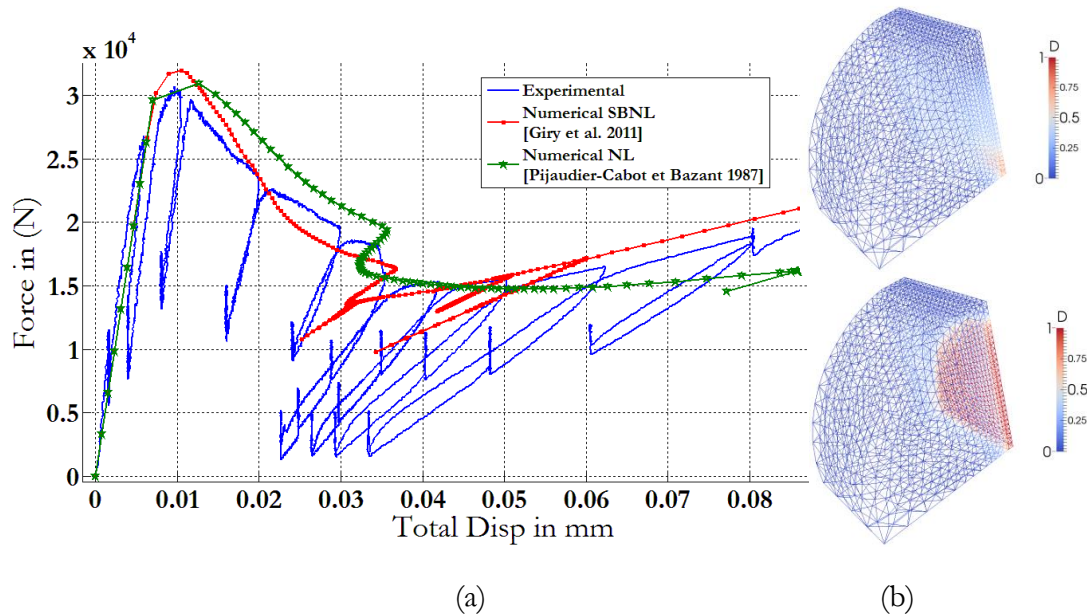 x 10⁴
3
2.5
2
1.5
1
0.5
0
0 0.01 0.02 0.03 0.04 0.05 0.06 0.07 0.08
Force in (N)
Total Disp in mm
Experimental
Numerical SBNL
[Giry et al. 2011]
Numerical NL
[Pijaudier-Cabot et Bazant 1987]
(a)
D
1
0.75
0.5
0.25
0
D
1
0.75
0.5
0.25
0
(b)